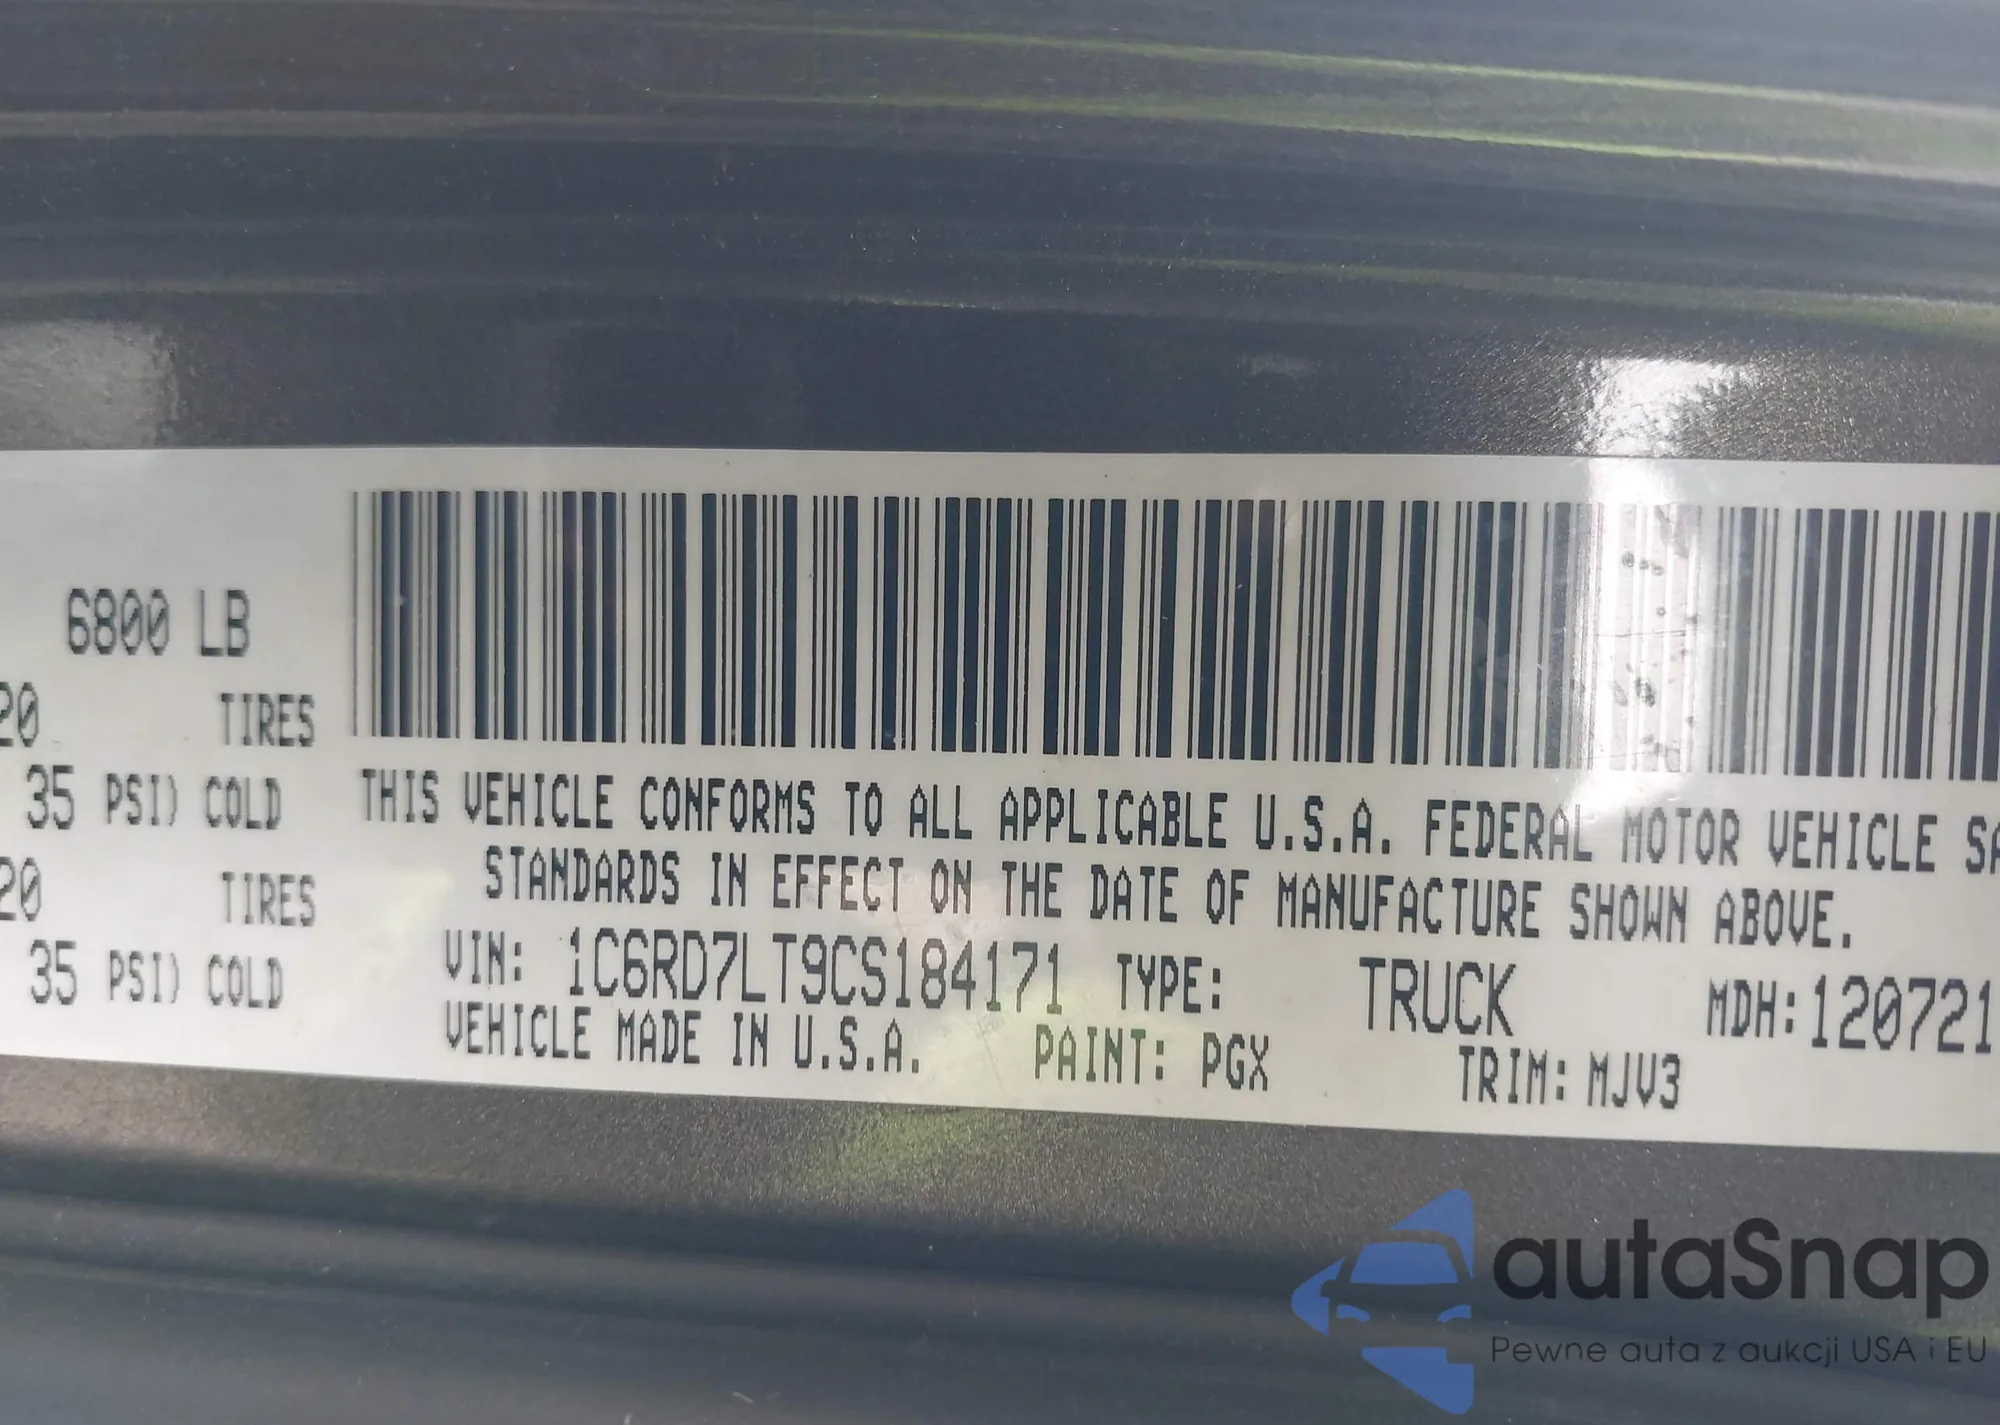 6800 LB
20 TIRES
35 PSI) COLD
20 TIRES
35 PSI) COLD
THIS VEHICLE CONFORMS TO ALL APPLICABLE U.S.A. FEDERAL MOTOR VEHICLE SA
STANDARDS IN EFFECT ON THE DATE OF MANUFACTURE SHOWN ABOVE.
VIN: 1C6RD7LT9CS184171 TYPE: TRUCK MDH:120721
VEHICLE MADE IN U.S.A. PAINT: PGX TRIM: MJV3
autaSnap
Pewne auta z aukcji USA i EU